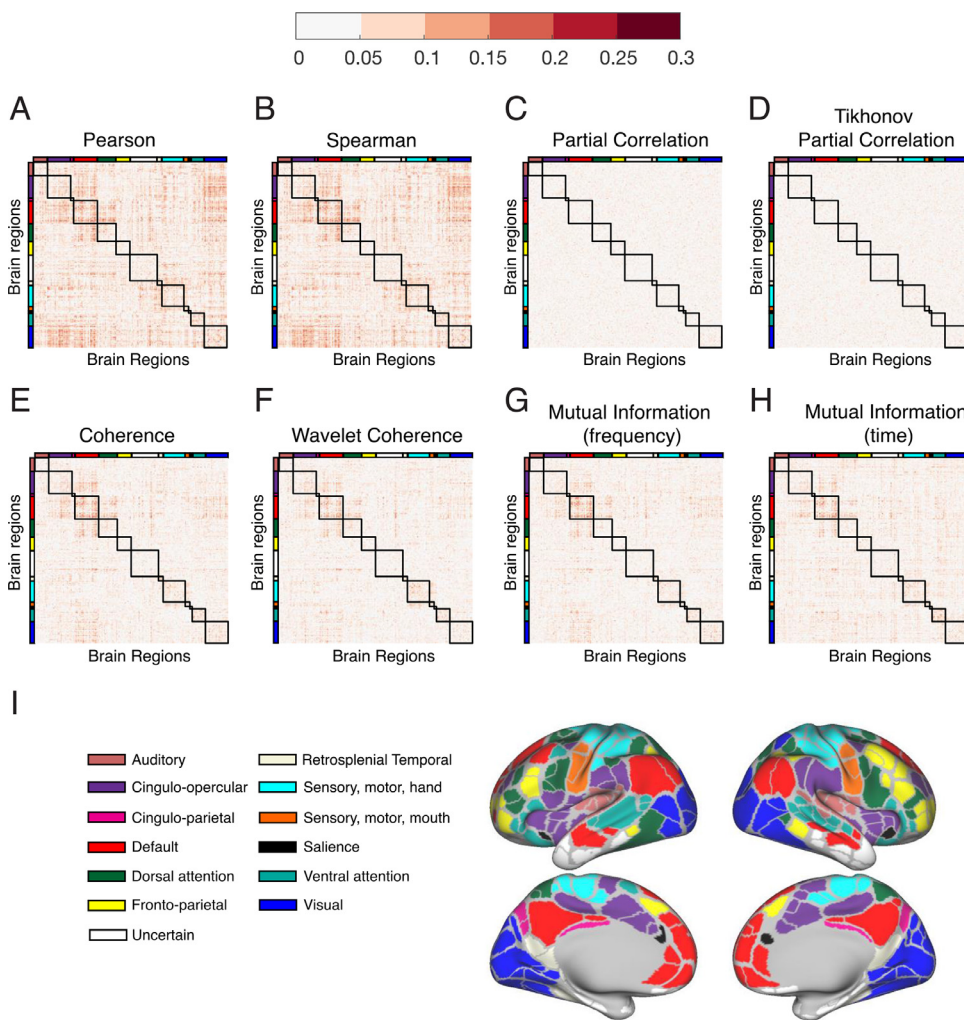 0 0.05 0.1 0.15 0.2 0.25 0.3
A Pearson
B Spearman
C Partial Correlation
D Tikhonov
Partial Correlation
Brain regions
Brain Regions
Brain regions
Brain Regions
Brain regions
Brain Regions
Brain regions
Brain Regions
E Coherence
F Wavelet Coherence
G Mutual Information
(frequency)
H Mutual Information
(time)
Brain regions
Brain Regions
Brain regions
Brain Regions
Brain regions
Brain Regions
Brain regions
Brain Regions
I
Auditory
Cingulo-opercular
Cingulo-parietal
Default
Dorsal attention
Fronto-parietal
Uncertain
Retrosplenial Temporal
Sensory, motor, hand
Sensory, motor, mouth
Salience
Ventral attention
Visual